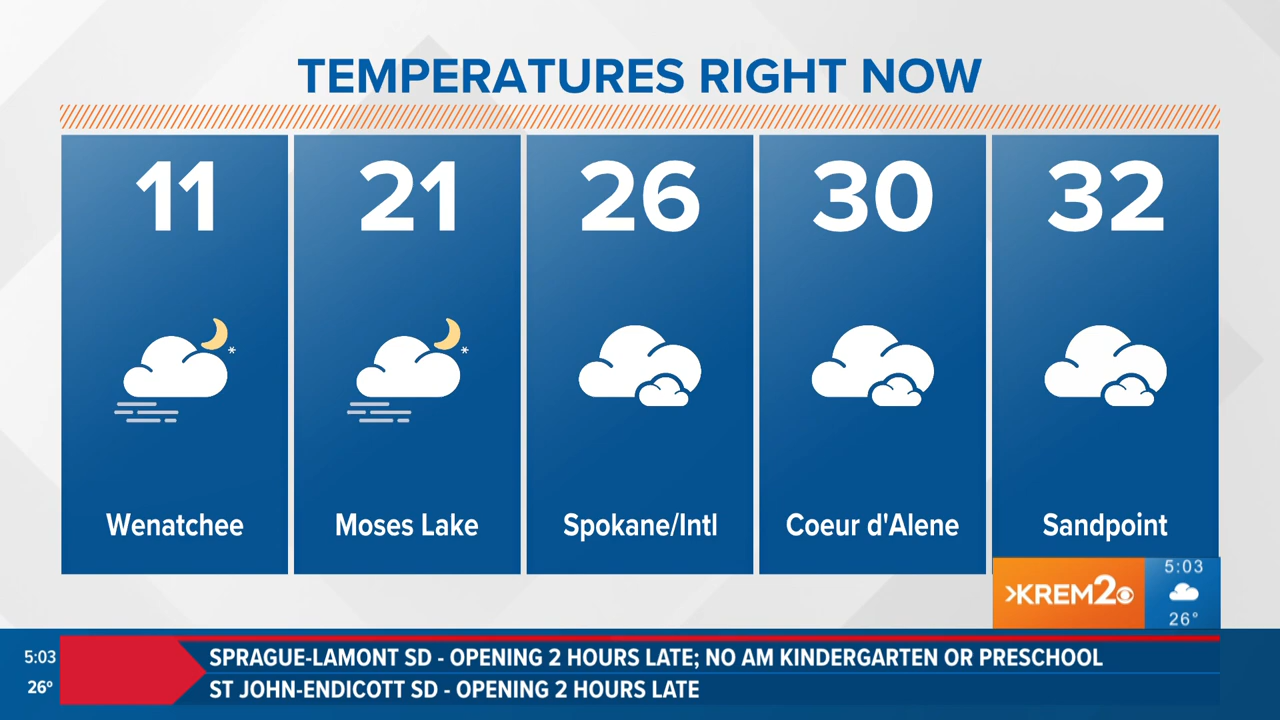 TEMPERATURES RIGHT NOW
11
21
26
30
32
Wenatchee
Moses Lake
Spokane/Intl
Coeur d'Alene
Sandpoint
KREM2
5:03
26°
5:03
26°
SPRAGUE-LAMONT SD - OPENING 2 HOURS LATE; NO AM KINDERGARTEN OR PRESCHOOL
ST JOHN-ENDICOTT SD - OPENING 2 HOURS LATE